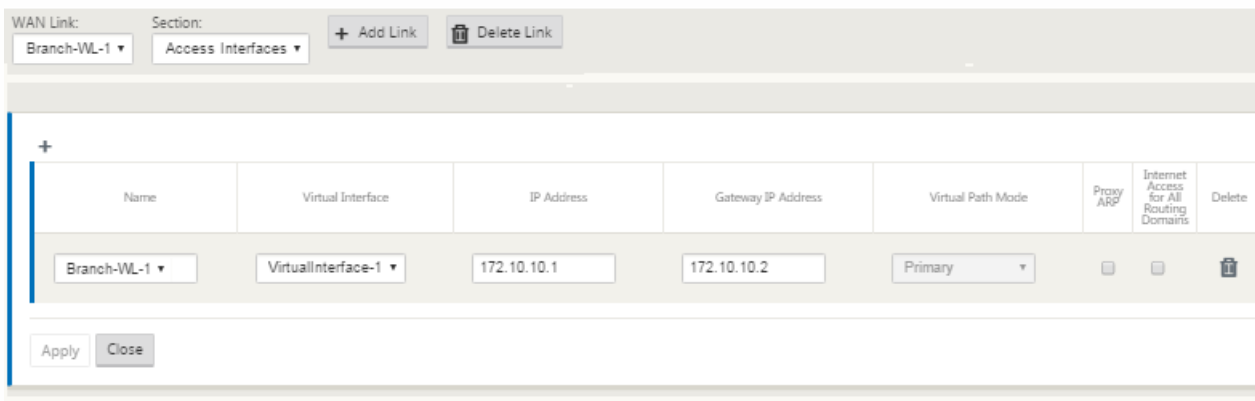 WAN Link: Section:
Branch-WL-1 Access Interfaces + Add Link Delete Link
+
Name Virtual Interface IP Address Gateway IP Address Virtual Path Mode Proxy ARP Internet Access for All Routing Domains Delete
Branch-WL-1 VirtualInterface-1 172.10.10.1 172.10.10.2 Primary
Apply Close